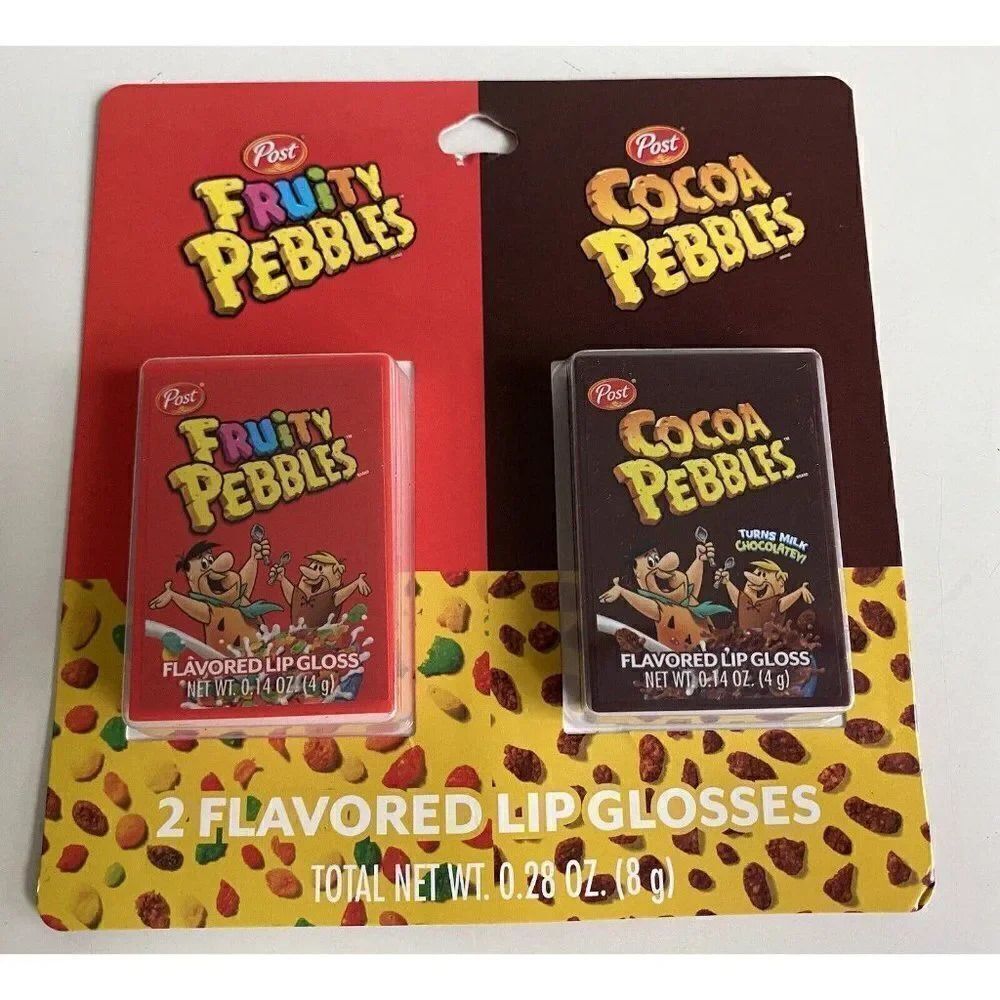 Post
FRUITY
PEBBLES
Post
COCOA
PEBBLES
Post
FRUITY
PEBBLES
FLAVORED LIP GLOSS
NET WT. 0.14 OZ. (4 g)
Post
COCOA
PEBBLES
TURNS MILK
CHOCOLATEY!
FLAVORED LIP GLOSS
NET WT. 0.14 OZ. (4 g)
2 FLAVORED LIP GLOSSES
TOTAL NET WT. 0.28 OZ. (8 g)